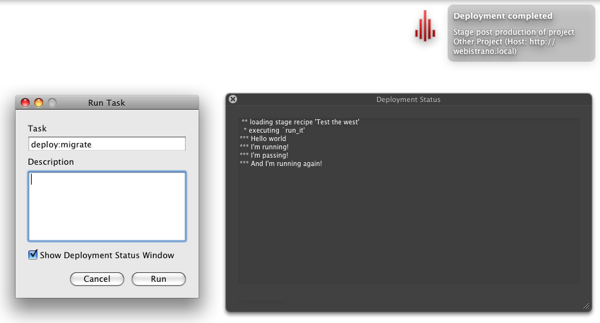 Deployment completed
Stage post production of project
Other Project (Host: http://
webistrano.local)
Run Task
Task
deploy:migrate
Description
Show Deployment Status Window
Cancel
Run
Deployment Status
** loading stage recipe 'Test the west'
* executing `run_it'
*** Hello world
*** I'm running!
*** I'm passing!
*** And I'm running again!